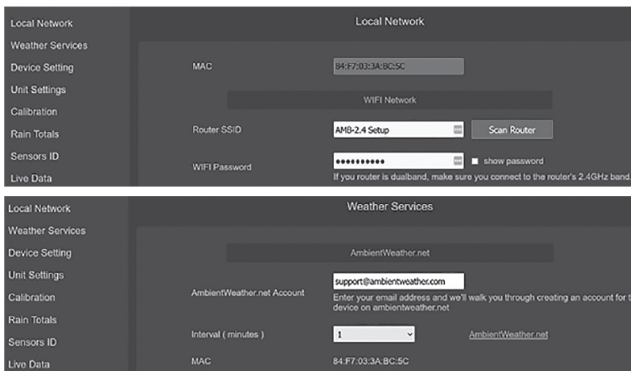 Local Network
Local Network
Weather Services
Device Setting
MAC
84:F7:03:3A:BC:5C
Unit Settings
WIFI Network
Calibration
Rain Totals
Router SSID
AMB-2.4 Setup
Scan Router
Sensors ID
WIFI Password
••••••••••
show password
Live Data
If you router is dualband, make sure you connect to the router's 2.4GHz band.
Local Network
Weather Services
Weather Services
Device Setting
AmbientWeather.net
Unit Settings
support@ambientweather.com
Calibration
AmbientWeather.net Account
Enter your email address and we'll walk you through creating an account for
device on ambientweather.net
Rain Totals
Interval ( minutes )
1
AmbientWeather.net
Sensors ID
Live Data
MAC
84:F7:03:3A:BC:5C